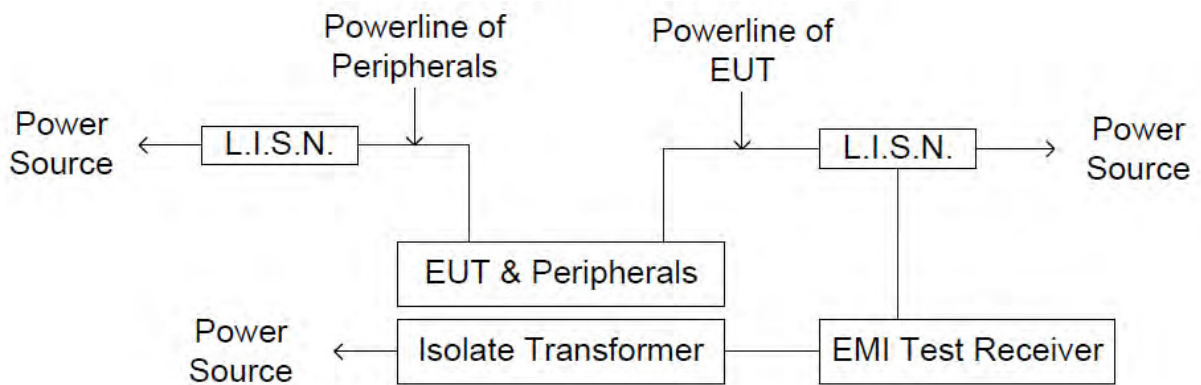 Powerline of
Peripherals
Powerline of
EUT
Power
Source
L.I.S.N.
L.I.S.N.
Power
Source
EUT & Peripherals
Power
Source
Isolate Transformer
EMI Test Receiver